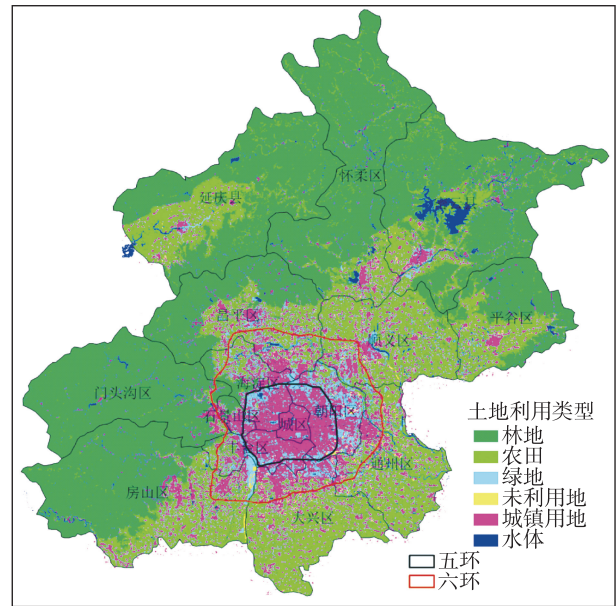 怀柔区
延庆县
昌平区
平谷区
顺义区
门头沟区
海淀区
朝阳区
城区
通州区
房山区
大兴区
土地利用类型
林地
农田
绿地
未利用地
城镇用地
水体
五环
六环